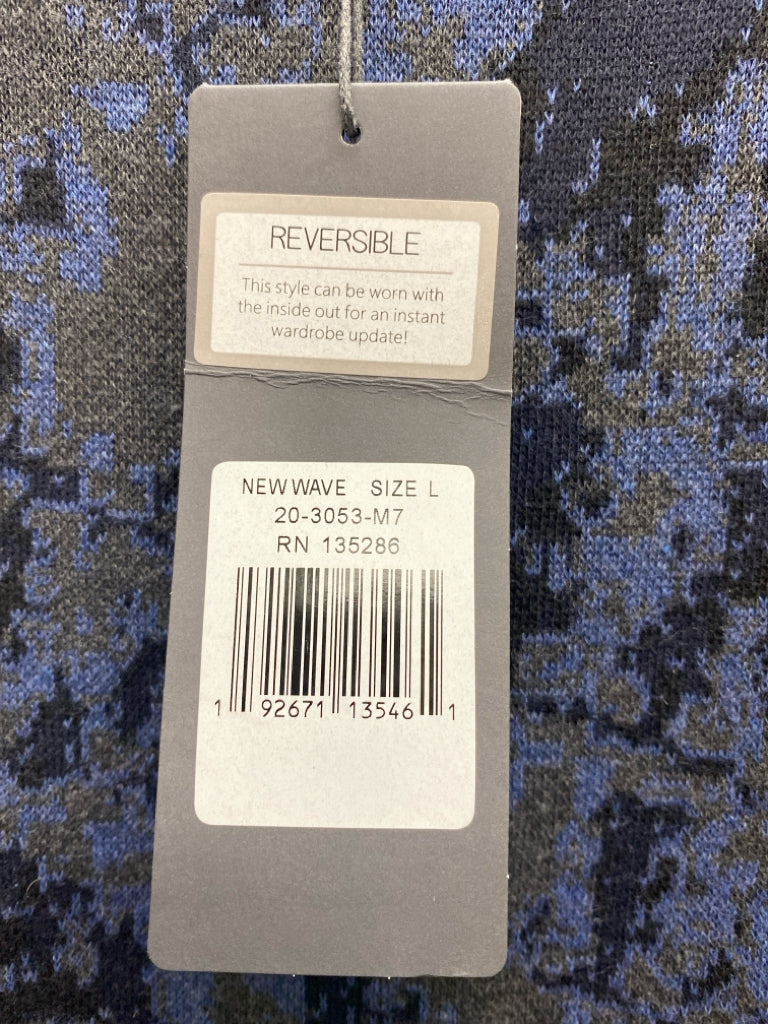 REVERSIBLE
This style can be worn with
the inside out for an instant
wardrobe update!
NEW WAVE SIZE L
20-3053-M7
RN 135286
1 92671 13546 1